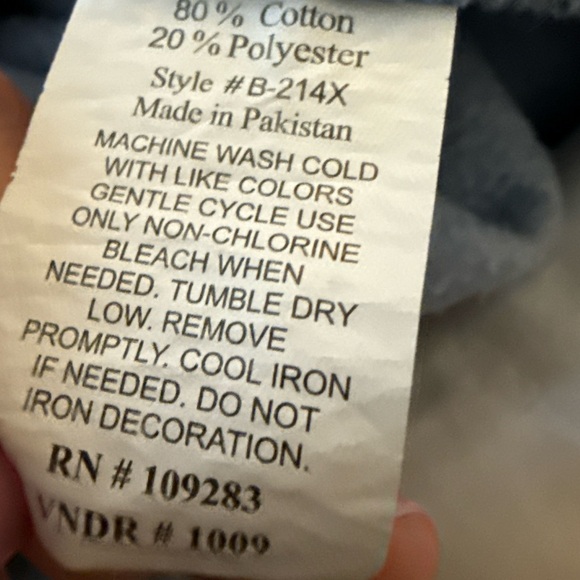 80% Cotton
20% Polyester
Style #B-214X
Made in Pakistan
MACHINE WASH COLD
WITH LIKE COLORS
GENTLE CYCLE USE
ONLY NON-CHLORINE
BLEACH WHEN
NEEDED. TUMBLE DRY
LOW. REMOVE
PROMPTLY. COOL IRON
IF NEEDED. DO NOT
IRON DECORATION.
RN # 109283
VNDR # 1009